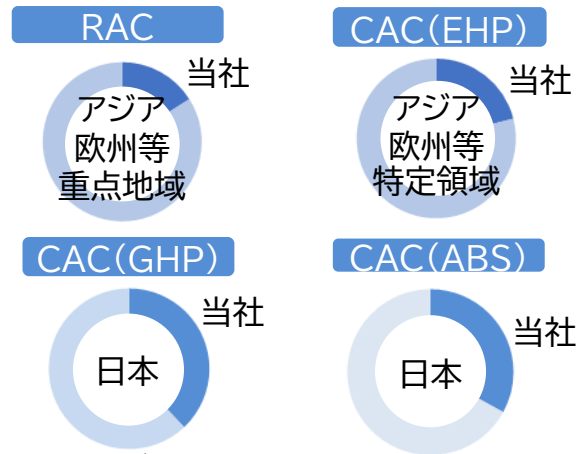 RAC
当社
アジア
欧州等
重点地域
CAC(EHP)
当社
アジア
欧州等
特定領域
CAC(GHP)
当社
日本
CAC(ABS)
当社
日本